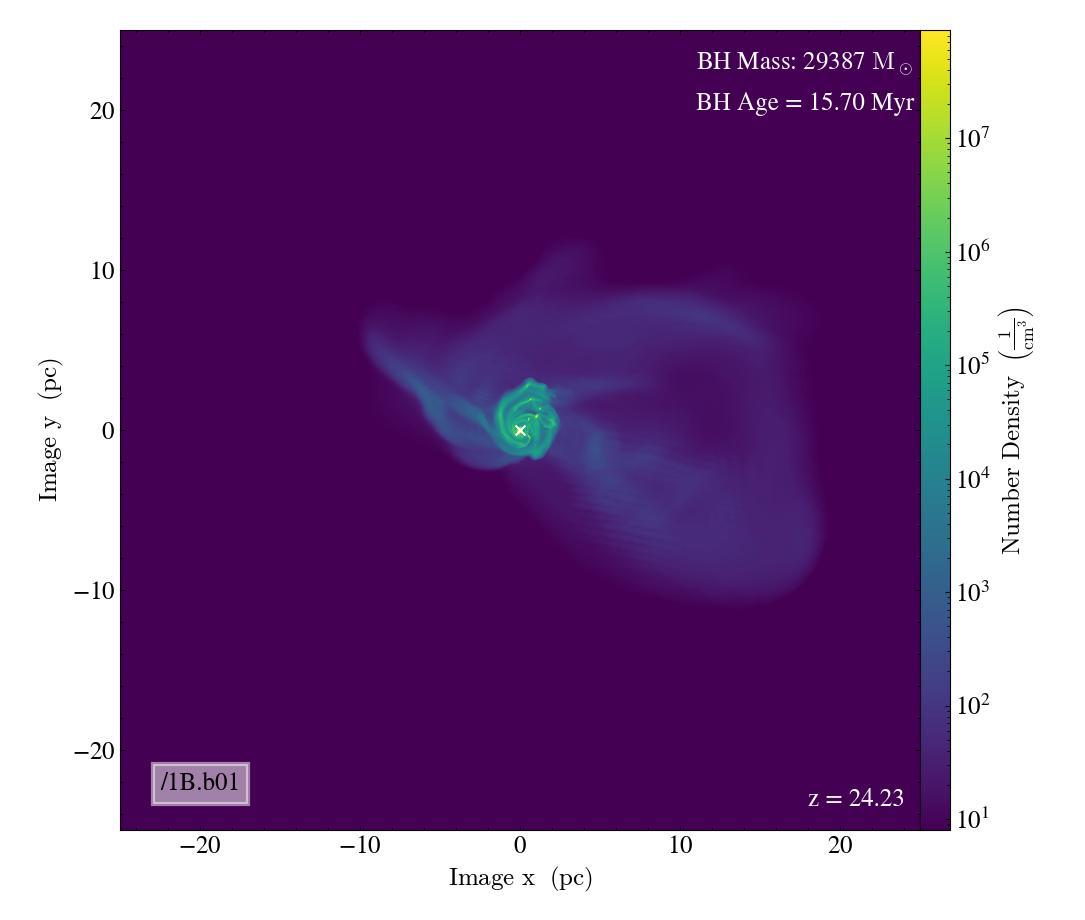 BH Mass: 29387 M☉
BH Age = 15.70 Myr
20
10
0
−10
−20
Image y (pc)
/1B.b01
z = 24.23
−20 −10 0 10 20
Image x (pc)
10⁷
10⁶
10⁵
10⁴
10³
10²
10¹
Number Density (1/cm³)